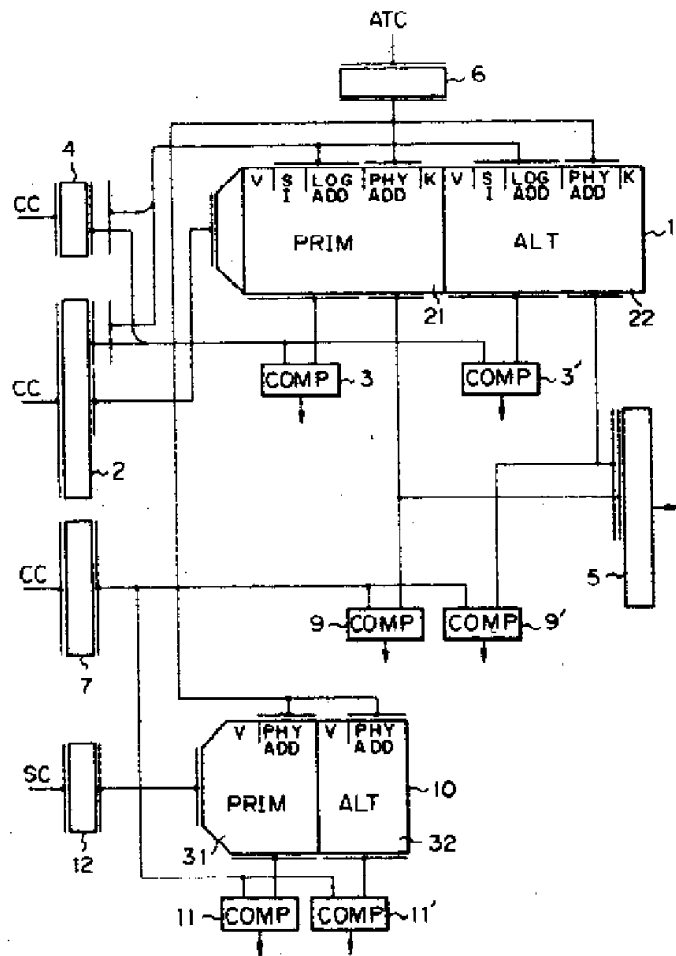 ATC
6
4
V S I LOG ADD PHY ADD K V S I LOG ADD PHY ADD K
CC
PRIM ALT 1
21 22
COMP 3 COMP 3'
CC
2
5
CC
9 COMP COMP 9'
7
V PHY ADD V PHY ADD
SC
PRIM ALT 10
12 31 32
11 COMP COMP 11'